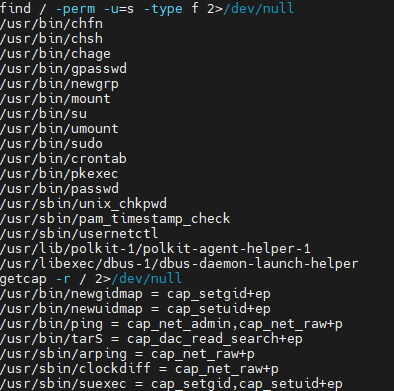 find / -perm -u=s -type f 2>/dev/null
/usr/bin/chfn
/usr/bin/chsh
/usr/bin/chage
/usr/bin/gpasswd
/usr/bin/newgrp
/usr/bin/mount
/usr/bin/su
/usr/bin/umount
/usr/bin/sudo
/usr/bin/crontab
/usr/bin/pkexec
/usr/bin/passwd
/usr/sbin/unix_chkpwd
/usr/sbin/pam_timestamp_check
/usr/sbin/usernetctl
/usr/lib/polkit-1/polkit-agent-helper-1
/usr/libexec/dbus-1/dbus-daemon-launch-helper
getcap -r / 2>/dev/null
/usr/bin/newgidmap = cap_setgid+ep
/usr/bin/newuidmap = cap_setuid+ep
/usr/bin/ping = cap_net_admin,cap_net_raw+p
/usr/bin/tarS = cap_dac_read_search+ep
/usr/sbin/arping = cap_net_raw+p
/usr/sbin/clockdiff = cap_net_raw+p
/usr/sbin/suexec = cap_setgid,cap_setuid+ep